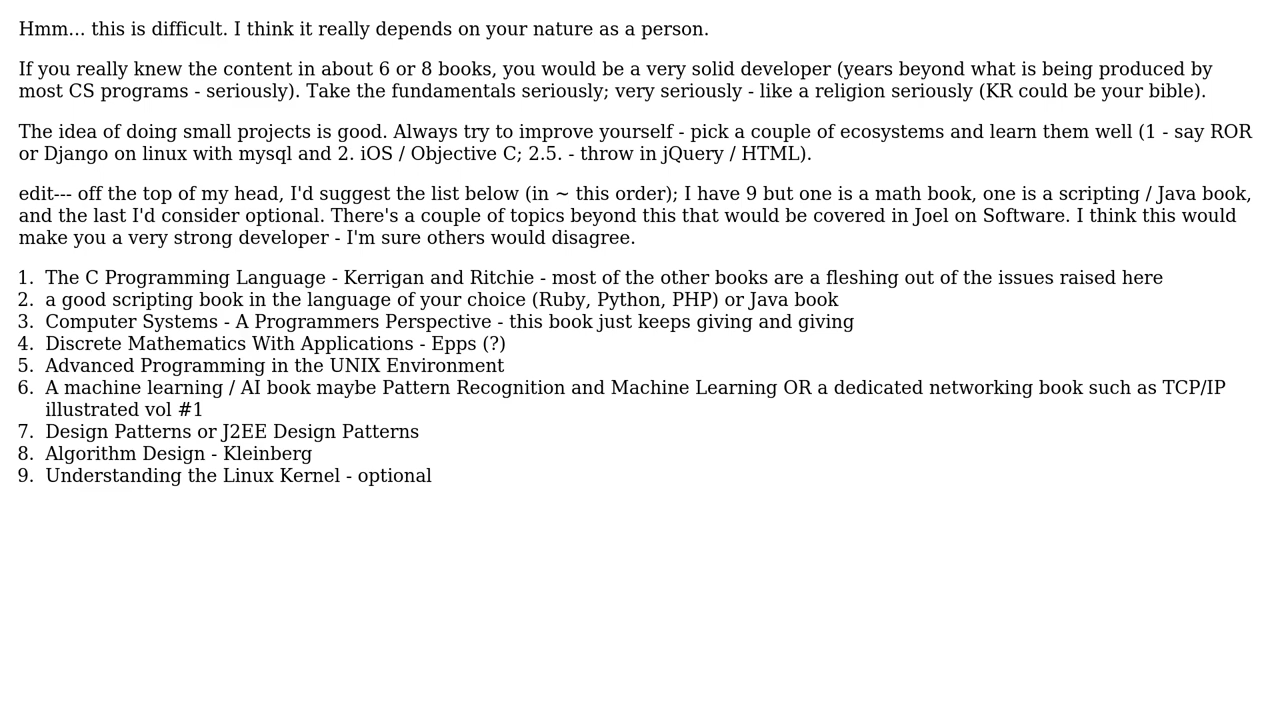 Hmm... this is difficult. I think it really depends on your nature as a person.
If you really knew the content in about 6 or 8 books, you would be a very solid developer (years beyond what is being produced by
most CS programs - seriously). Take the fundamentals seriously; very seriously - like a religion seriously (KR could be your bible).
The idea of doing small projects is good. Always try to improve yourself - pick a couple of ecosystems and learn them well (1 - say ROR
or Django on linux with mysql and 2. iOS / Objective C; 2.5. - throw in jQuery / HTML).
edit--- off the top of my head, I'd suggest the list below (in ~ this order); I have 9 but one is a math book, one is a scripting / Java book,
and the last I'd consider optional. There's a couple of topics beyond this that would be covered in Joel on Software. I think this would
make you a very strong developer - I'm sure others would disagree.
1. The C Programming Language - Kerrigan and Ritchie - most of the other books are a fleshing out of the issues raised here
2. a good scripting book in the language of your choice (Ruby, Python, PHP) or Java book
3. Computer Systems - A Programmers Perspective - this book just keeps giving and giving
4. Discrete Mathematics With Applications - Epps (?)
5. Advanced Programming in the UNIX Environment
6. A machine learning / AI book maybe Pattern Recognition and Machine Learning OR a dedicated networking book such as TCP/IP
illustrated vol #1
7. Design Patterns or J2EE Design Patterns
8. Algorithm Design - Kleinberg
9. Understanding the Linux Kernel - optional